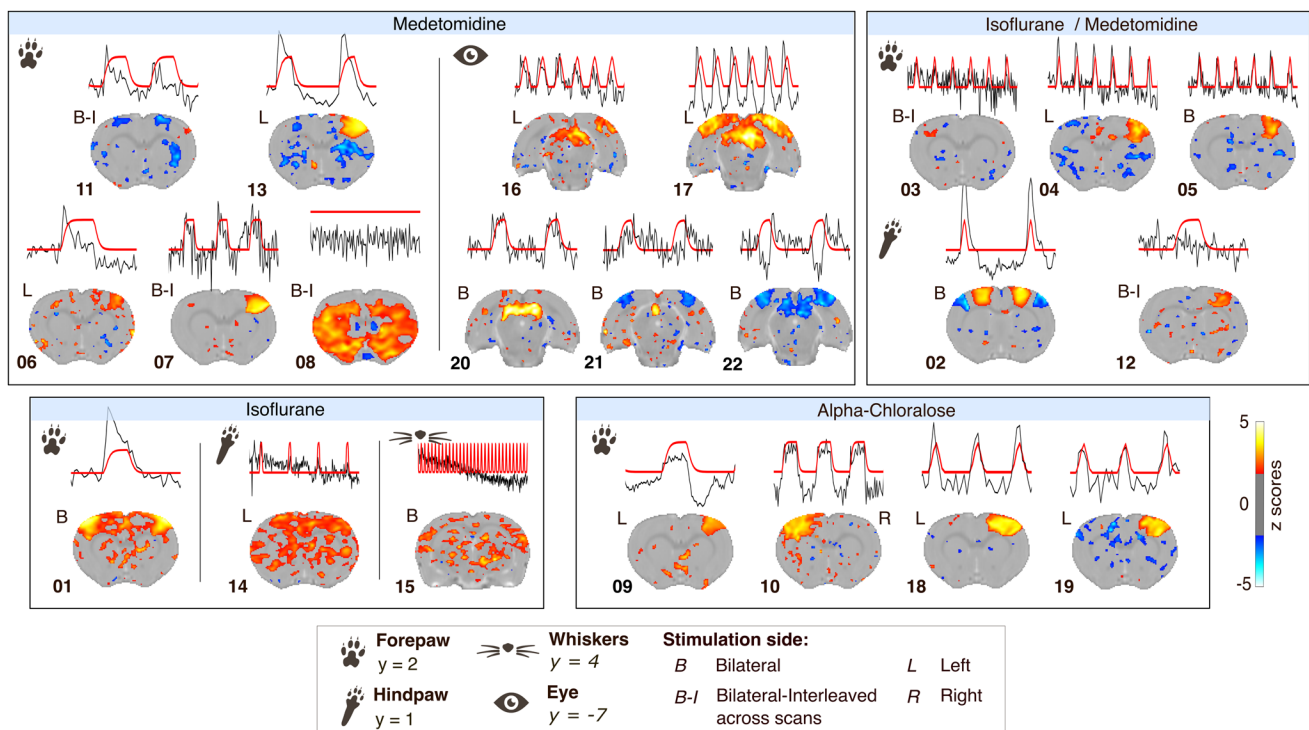 Medetomidine
B-I
L
11
13
L
L
16
17
L
B-I
B-I
06
07
08
B
B
B
20
21
22
Isoflurane / Medetomidine
B-I
L
B
03
04
05
B
B-I
02
12
Isoflurane
B
L
B
01
14
15
Alpha-Chloralose
L
R
L
L
09
10
18
19
5
0
-5
z scores
Forepaw
y = 2
Hindpaw
y = 1
Whiskers
y = 4
Eye
y = -7
Stimulation side:
B Bilateral
B-I Bilateral-Interleaved
across scans
L Left
R Right